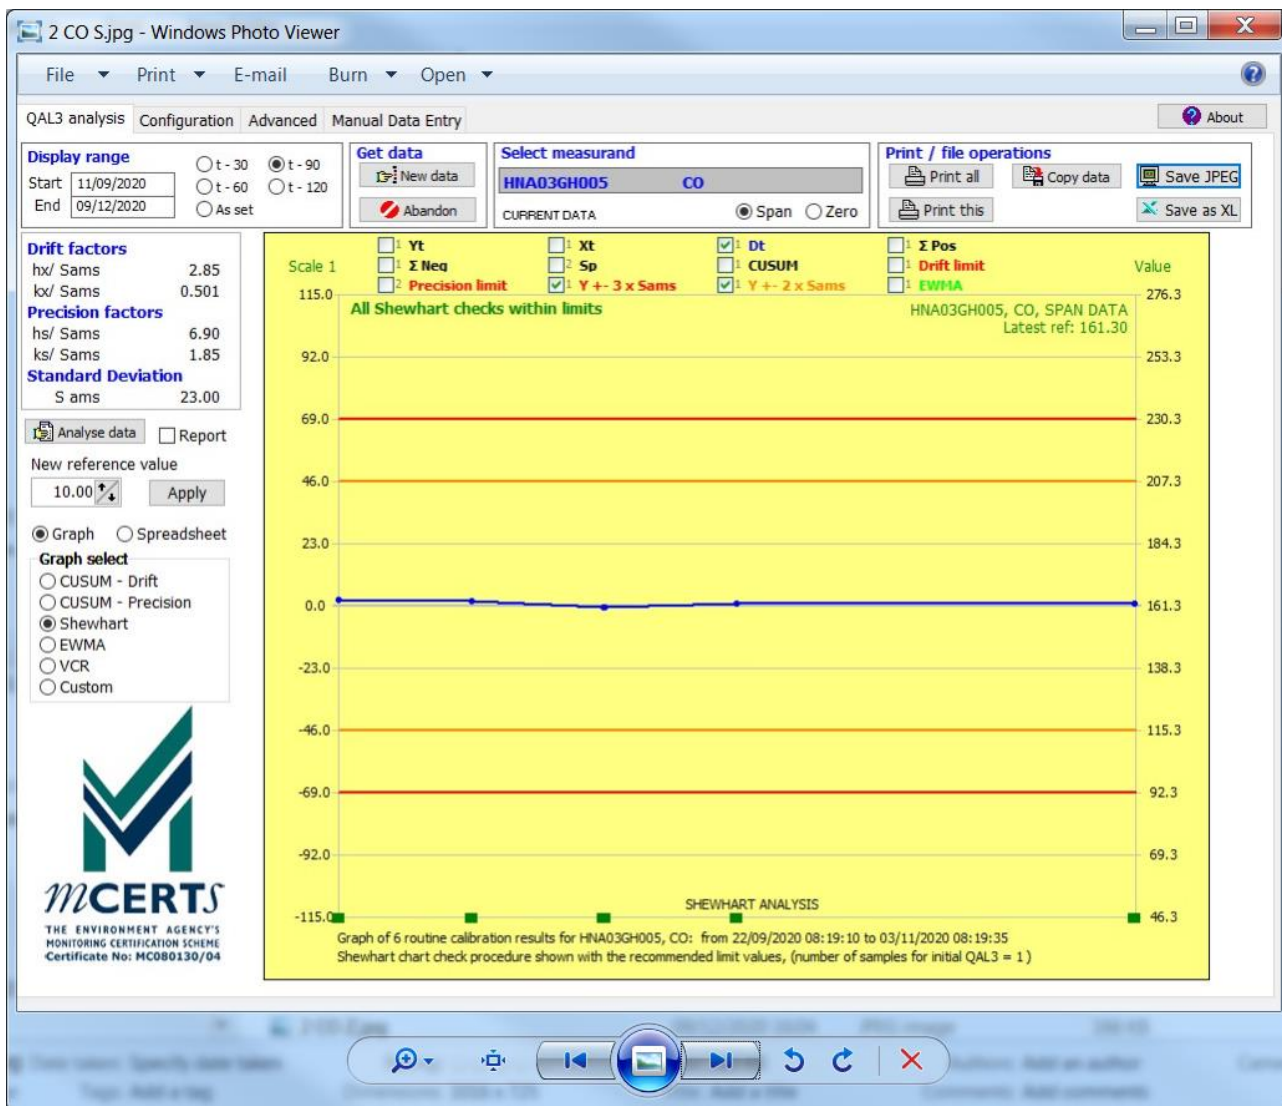 2 CO S.jpg - Windows Photo Viewer
File Print E-mail Burn Open
QAL3 analysis Configuration Advanced Manual Data Entry About
Display range
Start 11/09/2020
End 09/12/2020
t - 30 t - 90
t - 60 t - 120
As set
Get data
New data
Abandon
Select measurand
HNA03GH005 CO
CURRENT DATA Span Zero
Print / file operations
Print all Copy data Save JPEG
Print this Save as XL
Drift factors
hx/ Sams 2.85
kx/ Sams 0.501
Precision factors
hs/ Sams 6.90
ks/ Sams 1.85
Standard Deviation
S ams 23.00
Analyse data Report
New reference value
10.00 Apply
Graph Spreadsheet
Graph select
CUSUM - Drift
CUSUM - Precision
Shewhart
EWMA
VCR
Custom
mCERTS
THE ENVIRONMENT AGENCY'S
MONITORING CERTIFICATION SCHEME
Certificate No: MC080130/04
1 Yt 1 Xt 1 Dt 1 Σ Pos
Scale 1 1 Σ Neg 2 Sp 1 CUSUM 1 Drift limit Value
2 Precision limit 1 Y +- 3 x Sams 1 Y +- 2 x Sams 1 EWMA
115.0 276.3
All Shewhart checks within limits HNA03GH005, CO, SPAN DATA
Latest ref: 161.30
92.0 253.3
69.0 230.3
46.0 207.3
23.0 184.3
0.0 161.3
-23.0 138.3
-46.0 115.3
-69.0 92.3
-92.0 69.3
SHEWHART ANALYSIS
-115.0 46.3
Graph of 6 routine calibration results for HNA03GH005, CO: from 22/09/2020 08:19:10 to 03/11/2020 08:19:35
Shewhart chart check procedure shown with the recommended limit values, (number of samples for initial QAL3 = 1 )